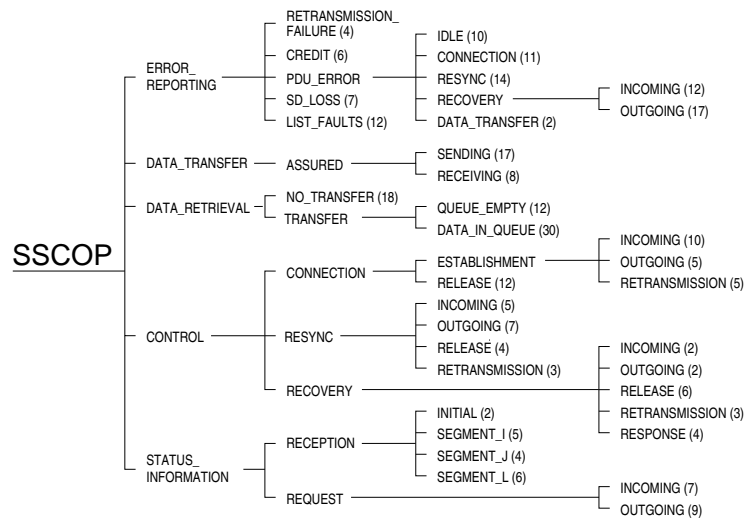 SSCOP
ERROR_
REPORTING
RETRANSMISSION_
FAILURE (4)
CREDIT (6)
PDU_ERROR
IDLE (10)
CONNECTION (11)
RESYNC (14)
RECOVERY
INCOMING (12)
OUTGOING (17)
DATA_TRANSFER (2)
SD_LOSS (7)
LIST_FAULTS (12)
DATA_TRANSFER
ASSURED
SENDING (17)
RECEIVING (8)
DATA_RETRIEVAL
NO_TRANSFER (18)
TRANSFER
QUEUE_EMPTY (12)
DATA_IN_QUEUE (30)
CONTROL
CONNECTION
ESTABLISHMENT
INCOMING (10)
OUTGOING (5)
RETRANSMISSION (5)
RELEASE (12)
RESYNC
INCOMING (5)
OUTGOING (7)
RELEASE (4)
RETRANSMISSION (3)
RECOVERY
INCOMING (2)
OUTGOING (2)
RELEASE (6)
RETRANSMISSION (3)
RESPONSE (4)
STATUS_
INFORMATION
RECEPTION
INITIAL (2)
SEGMENT_I (5)
SEGMENT_J (4)
SEGMENT_L (6)
REQUEST
INCOMING (7)
OUTGOING (9)